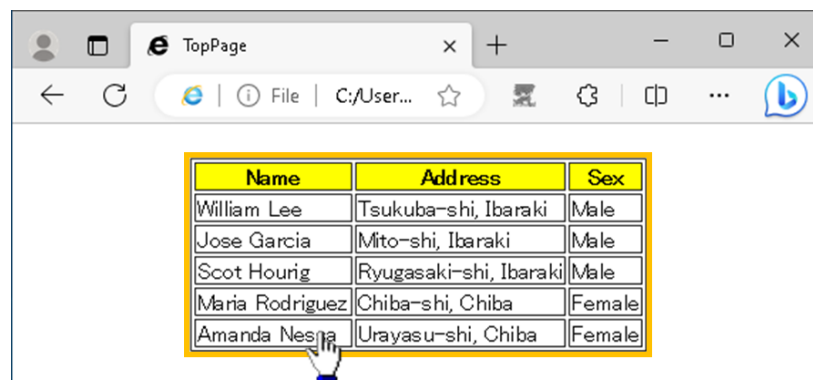 TopPage
File C:/User...
Name Address Sex
William Lee Tsukuba-shi, Ibaraki Male
Jose Garcia Mito-shi, Ibaraki Male
Scot Hourig Ryugasaki-shi, Ibaraki Male
Maria Rodriguez Chiba-shi, Chiba Female
Amanda Urayasu-shi, Chiba Female